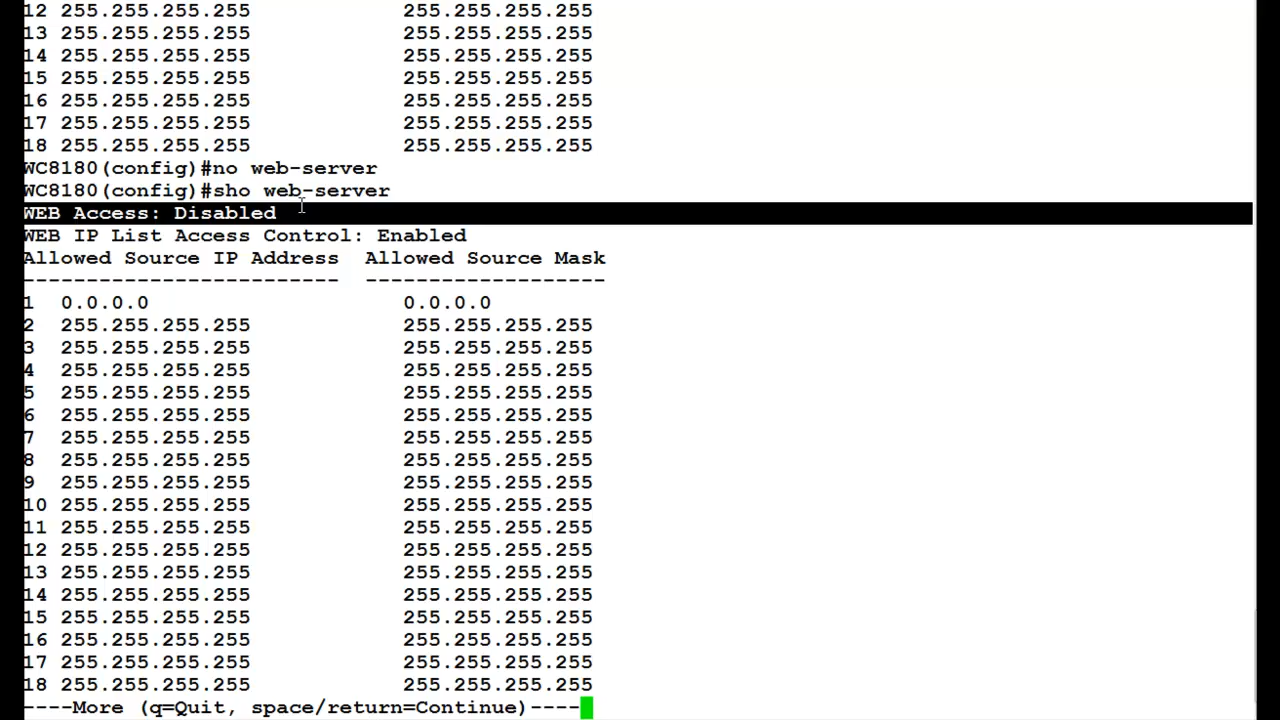 12 255.255.255.255 255.255.255.255
13 255.255.255.255 255.255.255.255
14 255.255.255.255 255.255.255.255
15 255.255.255.255 255.255.255.255
16 255.255.255.255 255.255.255.255
17 255.255.255.255 255.255.255.255
18 255.255.255.255 255.255.255.255
WC8180(config)#no web-server
WC8180(config)#sho web-server
WEB Access: Disabled
WEB IP List Access Control: Enabled
Allowed Source IP Address  Allowed Source Mask
-------------------------  -------------------
1  0.0.0.0 0.0.0.0
2  255.255.255.255 255.255.255.255
3  255.255.255.255 255.255.255.255
4  255.255.255.255 255.255.255.255
5  255.255.255.255 255.255.255.255
6  255.255.255.255 255.255.255.255
7  255.255.255.255 255.255.255.255
8  255.255.255.255 255.255.255.255
9  255.255.255.255 255.255.255.255
10 255.255.255.255 255.255.255.255
11 255.255.255.255 255.255.255.255
12 255.255.255.255 255.255.255.255
13 255.255.255.255 255.255.255.255
14 255.255.255.255 255.255.255.255
15 255.255.255.255 255.255.255.255
16 255.255.255.255 255.255.255.255
17 255.255.255.255 255.255.255.255
18 255.255.255.255 255.255.255.255
----More (q=Quit, space/return=Continue)----